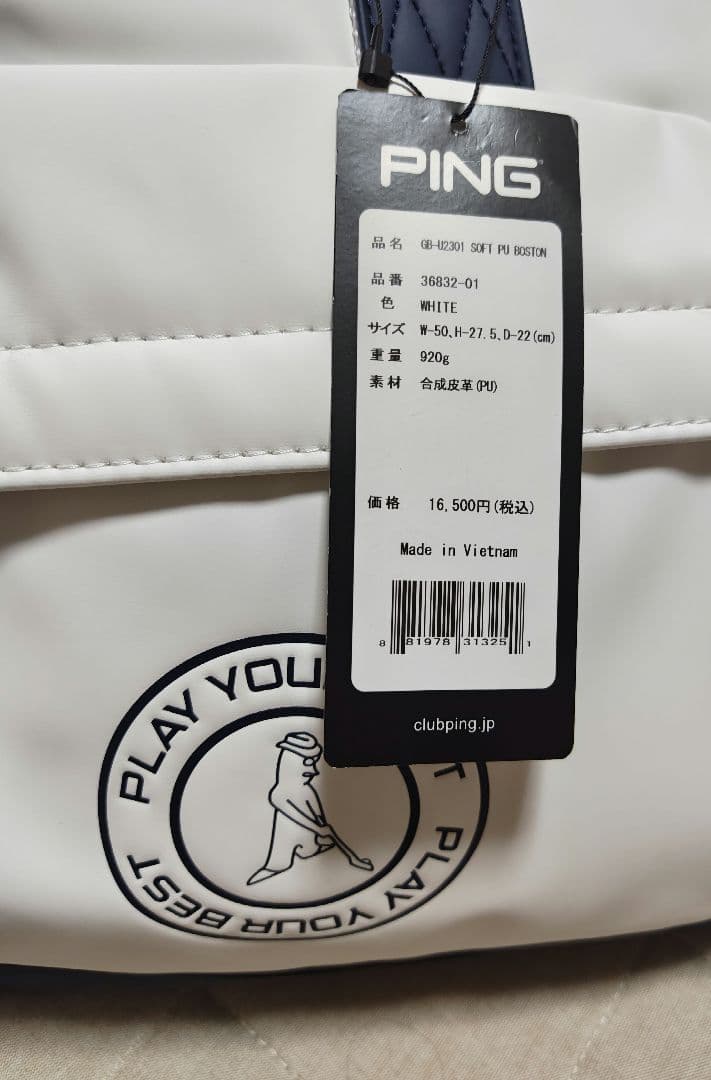 PING
品名 GB-U2301 SOFT PU BOSTON
品番 36832-01
色 WHITE
サイズ W-50、H-27.5、D-22(cm)
重量 920g
素材 合成皮革(PU)
価格 16,500円(税込)
Made in Vietnam
8 81978 31325 1
clubping.jp
PLAY YOU
T
PLAY YOUR BEST